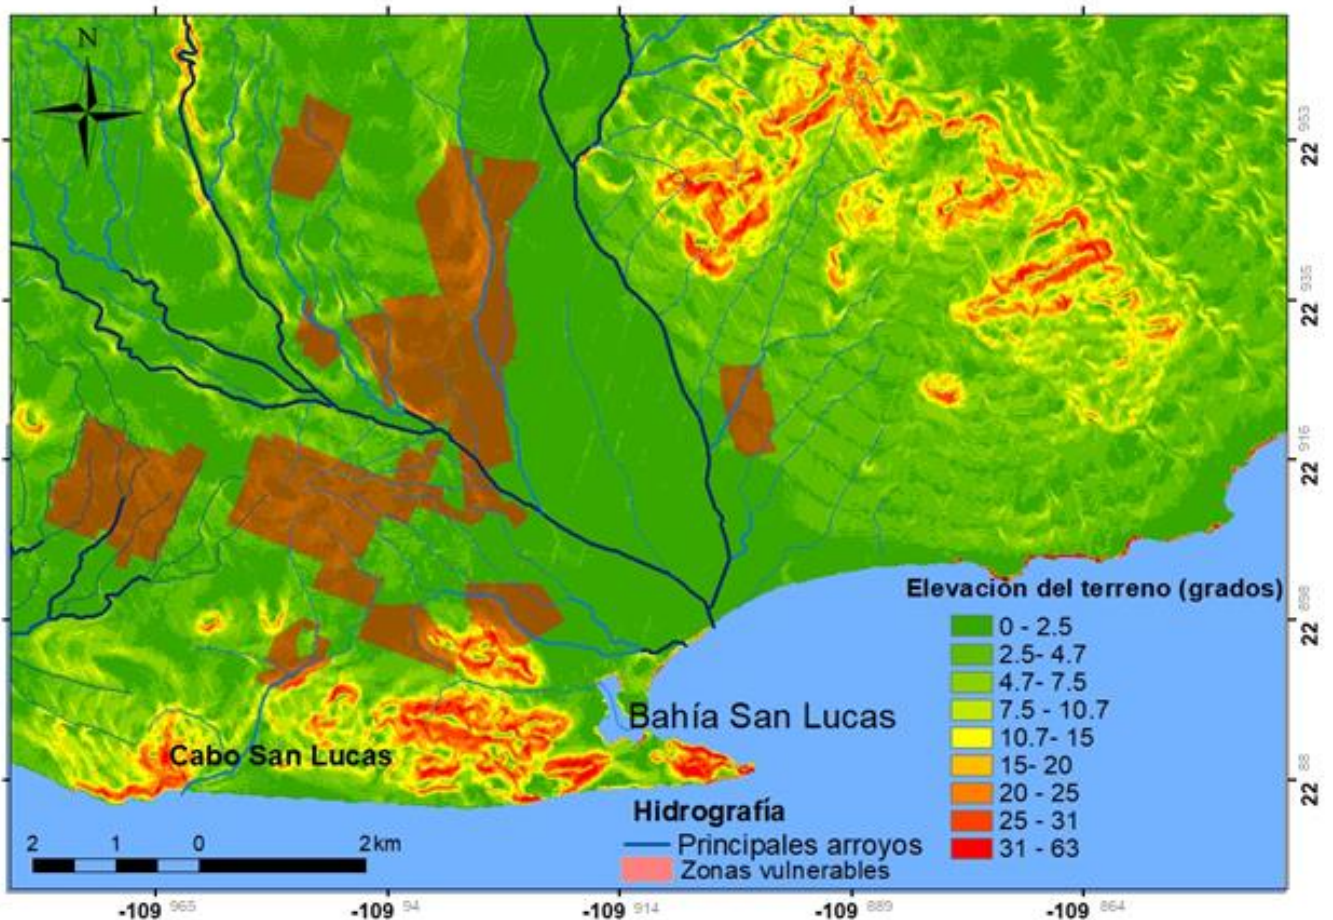 N
22 953
22 935
22 916
22 898
22 88
Elevación del terreno (grados)
0 - 2.5
2.5- 4.7
4.7- 7.5
7.5 - 10.7
10.7- 15
15- 20
20 - 25
25 - 31
31 - 63
Bahía San Lucas
Cabo San Lucas
Hidrografía
Principales arroyos
Zonas vulnerables
2 1 0 2 km
-109 965 -109 94 -109 914 -109 889 -109 864